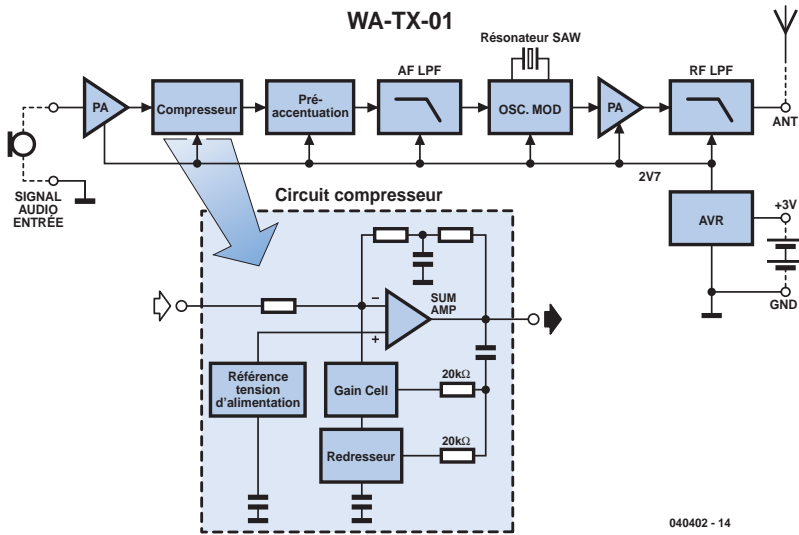 WA-TX-01
Résonateur SAW
AF LPF
RF LPF
PA
Compresseur
Pré-
accentuation
OSC. MOD
PA
ANT
2V7
SIGNAL
AUDIO
ENTRÉE
Circuit compresseur
AVR
+3V
GND
SUM
AMP
–
+
Référence
tension
d'alimentation
Gain Cell
20kΩ
Redresseur
20kΩ
040402 - 14